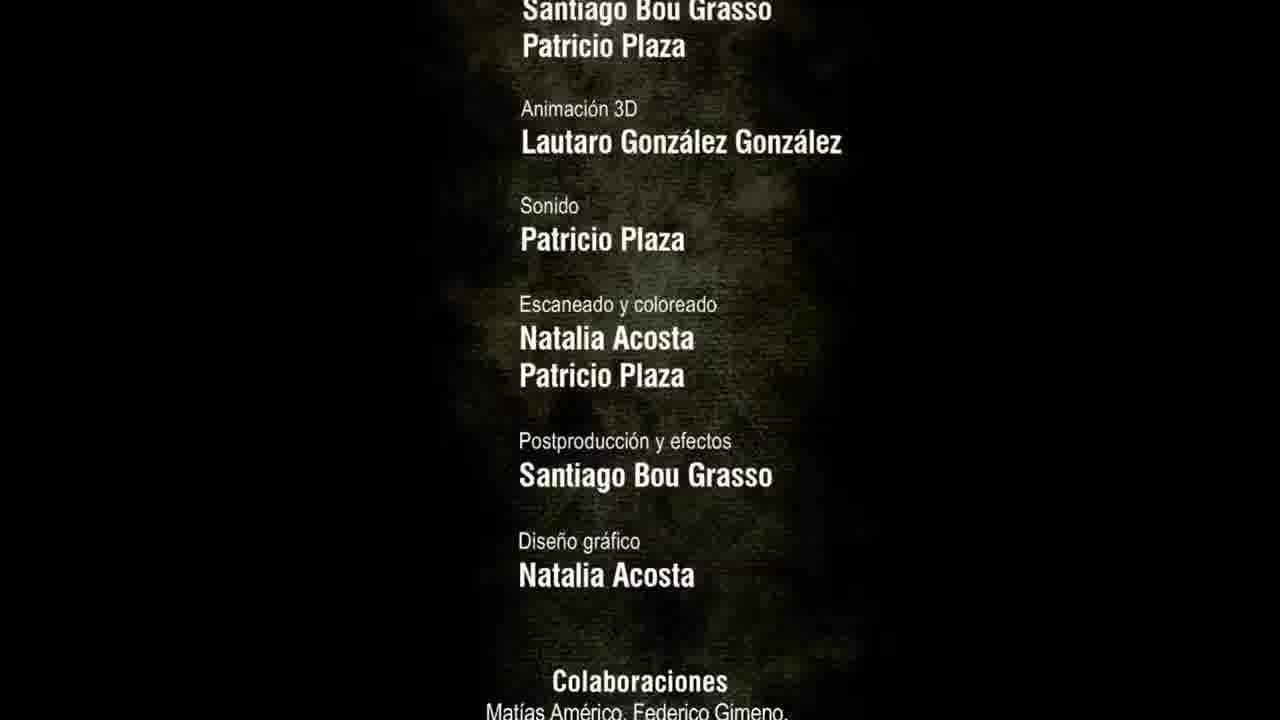 Santiago Bou Grasso
Patricio Plaza
Animación 3D
Lautaro González González
Sonido
Patricio Plaza
Escaneado y coloreado
Natalia Acosta
Patricio Plaza
Postproducción y efectos
Santiago Bou Grasso
Diseño gráfico
Natalia Acosta
Colaboraciones
Matías Américo, Federico Gimeno,